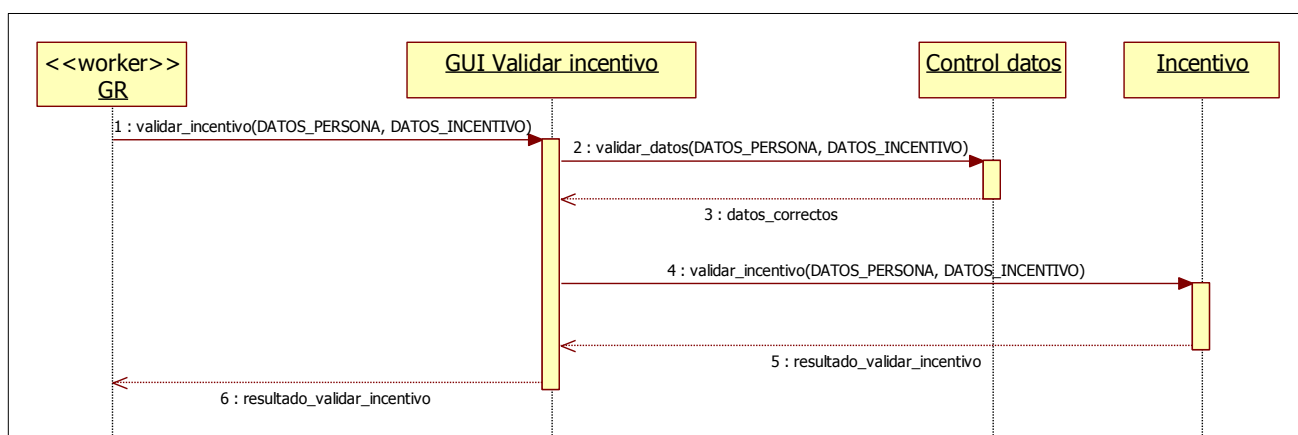 <<worker>>
GR
GUI Validar incentivo
Control datos
Incentivo
1 : validar_incentivo(DATOS_PERSONA, DATOS_INCENTIVO)
2 : validar_datos(DATOS_PERSONA, DATOS_INCENTIVO)
3 : datos_correctos
4 : validar_incentivo(DATOS_PERSONA, DATOS_INCENTIVO)
5 : resultado_validar_incentivo
6 : resultado_validar_incentivo